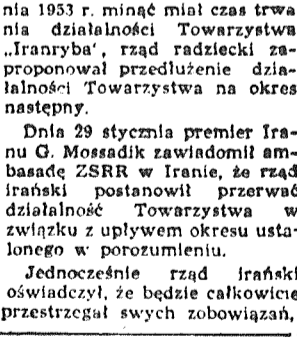 nia 1953 r. minąć miał czas trwa
nia działalności Towarzystwa
„Iranryba', rząd radziecki za-
proponował przedłużenie dzia-
łalności Towarzystwa na okres
następny.
Dnia 29 stycznia premier Ira-
nu G. Mossadik zawiadomił am-
basadę ZSRR w Iranie, że rząd
irański postanowił przerwać
działalność Towarzystwa w
związku z upływem okresu usta-
lonego w porozumieniu.
Jednocześnie rząd irański
oświadczył, że będzie całkowicie
przestrzegał swych zobowiązań,